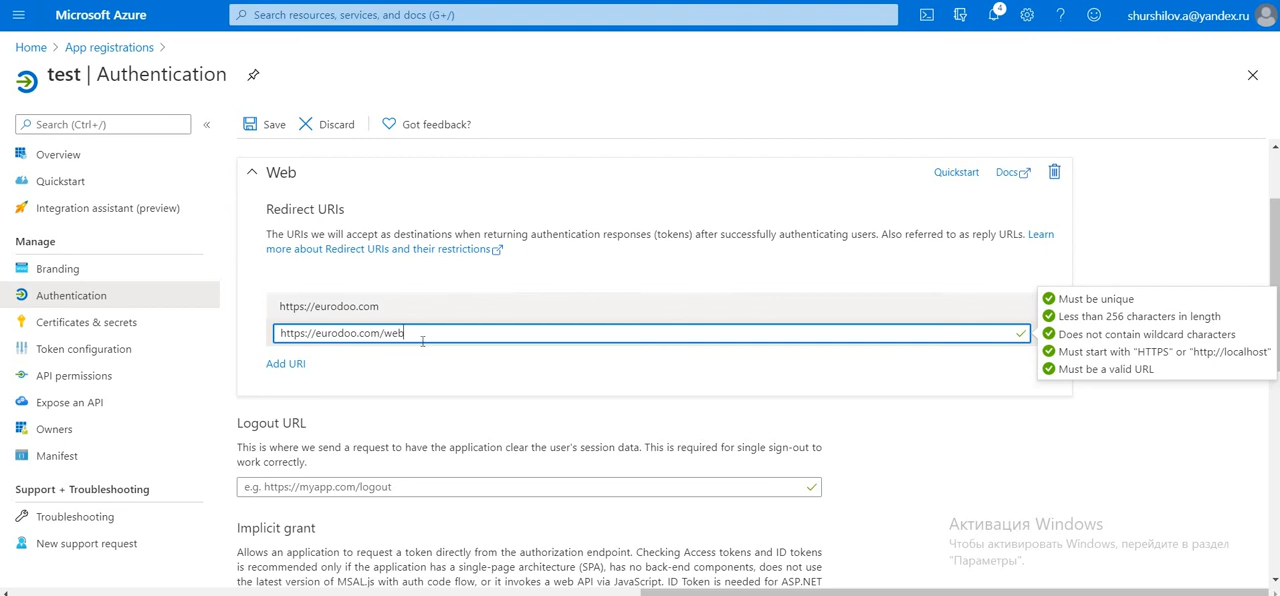 Microsoft Azure
Search resources, services, and docs (G+/)
4
shurshilov.a@yandex.ru
Home > App registrations >
test | Authentication
Search (Ctrl+/)
«
Save
Discard
Got feedback?
Overview
Quickstart
Integration assistant (preview)
Manage
Branding
Authentication
Certificates & secrets
Token configuration
API permissions
Expose an API
Owners
Manifest
Support + Troubleshooting
Troubleshooting
New support request
Web
Quickstart
Docs
Redirect URIs
The URIs we will accept as destinations when returning authentication responses (tokens) after successfully authenticating users. Also referred to as reply URLs. Learn
more about Redirect URIs and their restrictions
https://eurodoo.com
https://eurodoo.com/web
Add URI
Must be unique
Less than 256 characters in length
Does not contain wildcard characters
Must start with "HTTPS" or "http://localhost"
Must be a valid URL
Logout URL
This is where we send a request to have the application clear the user's session data. This is required for single sign-out to
work correctly.
e.g. https://myapp.com/logout
Implicit grant
Allows an application to request a token directly from the authorization endpoint. Checking Access tokens and ID tokens
is recommended only if the application has a single-page architecture (SPA), has no back-end components, does not use
the latest version of MSAL.js with auth code flow, or it invokes a web API via JavaScript. ID Token is needed for ASP.NET
Активация Windows
Чтобы активировать Windows, перейдите в раздел
"Параметры".